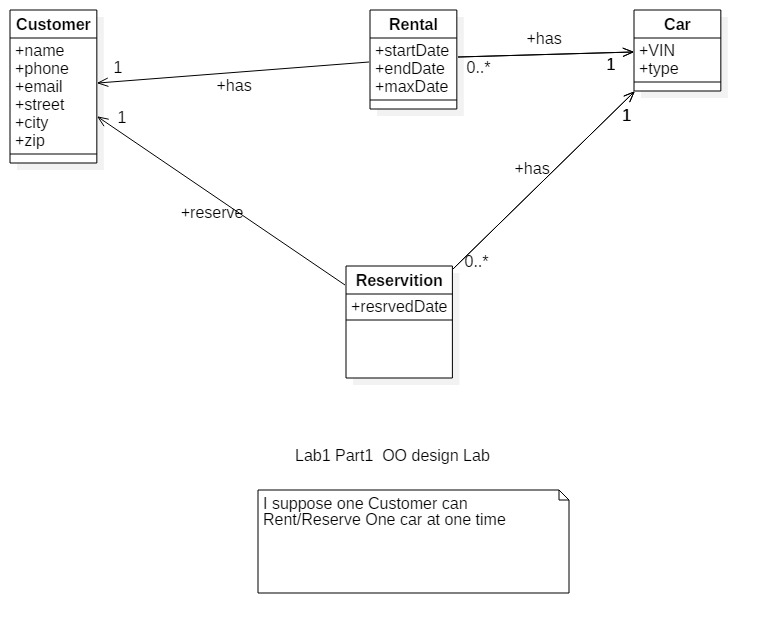 Customer
+name
+phone
+email
+street
+city
+zip
Rental
+startDate
+endDate
+maxDate
Car
+VIN
+type
+has
0..*
1
1
+has
1
+reserve
+has
1
0..*
Reservition
+resrvedDate
Lab1 Part1  OO design Lab
I suppose one Customer can
Rent/Reserve One car at one time